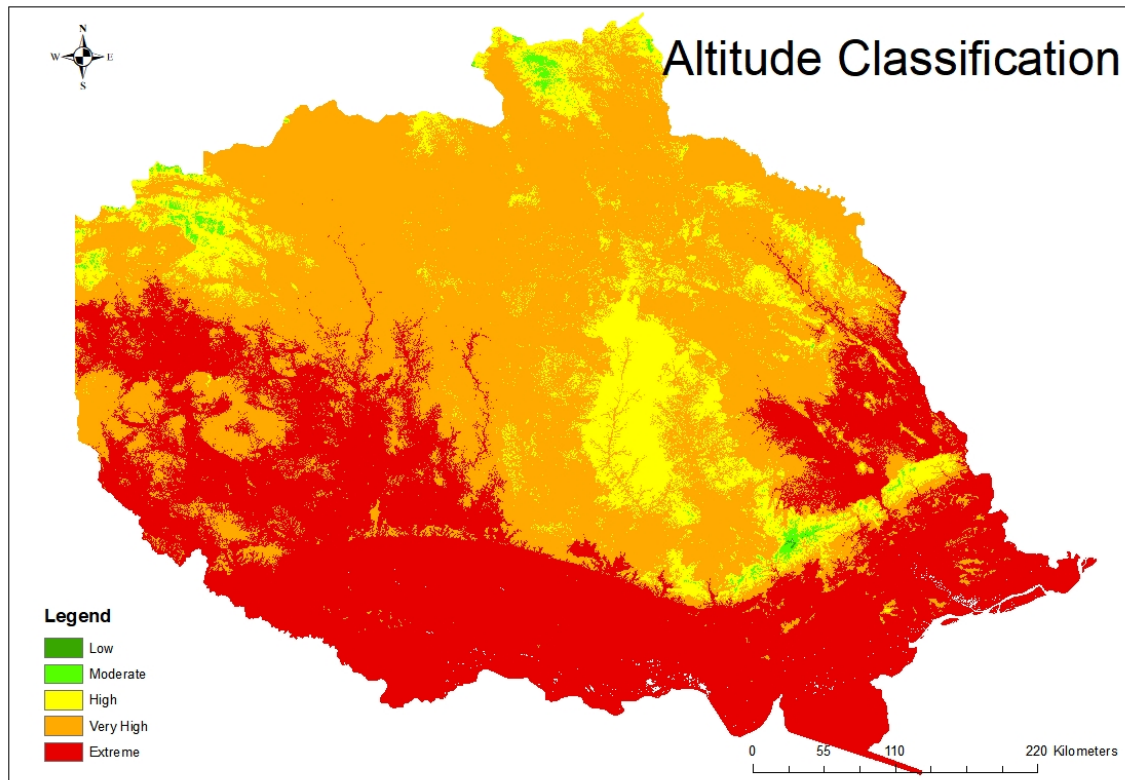 Altitude Classification
N
W E
S
Legend
Low
Moderate
High
Very High
Extreme
0 55 110 220 Kilometers